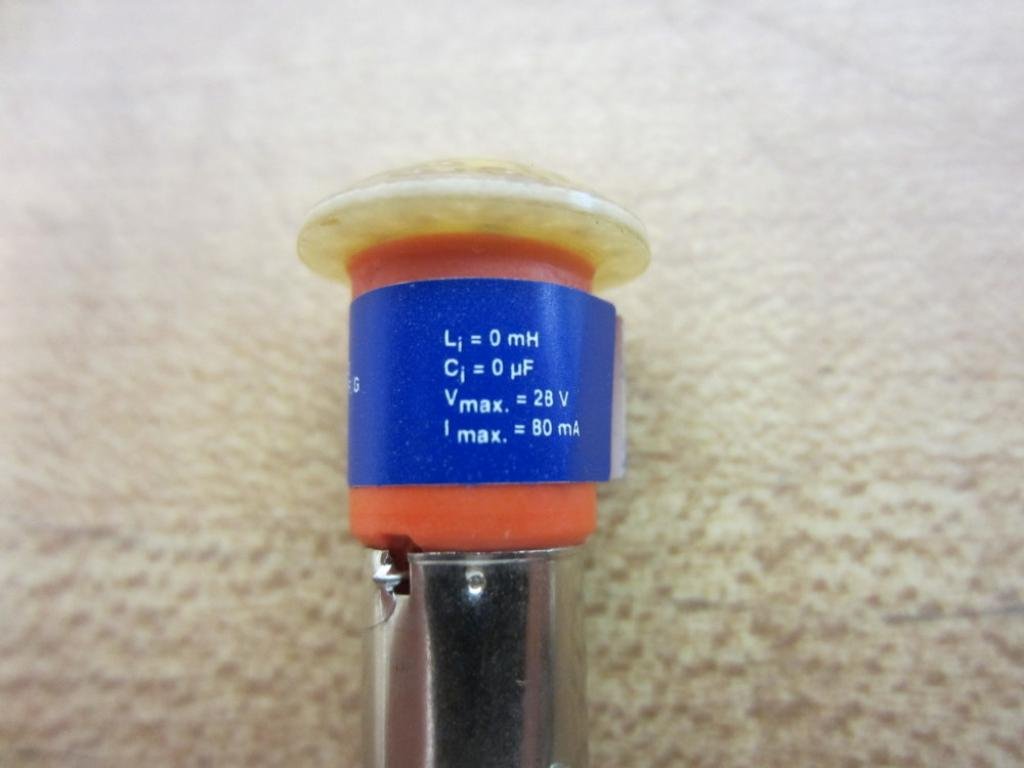 Li = 0 mH
Ci = 0 µF
Vmax. = 28 V
I max. = 80 mA
G